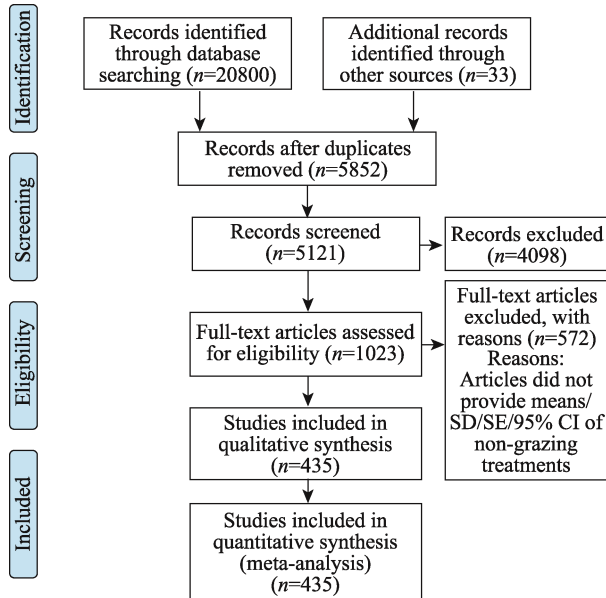 Identification
Records identified
through database
searching (n=20800)
Additional records
identified through
other sources (n=33)
Records after duplicates
removed (n=5852)
Screening
Records screened
(n=5121)
Records excluded
(n=4098)
Eligibility
Full-text articles assessed
for eligibility (n=1023)
Full-text articles
excluded, with
reasons (n=572)
Reasons:
Articles did not
provide means/
SD/SE/95% CI of
non-grazing
treatments
Studies included in
qualitative synthesis
(n=435)
Included
Studies included in
quantitative synthesis
(meta-analysis)
(n=435)